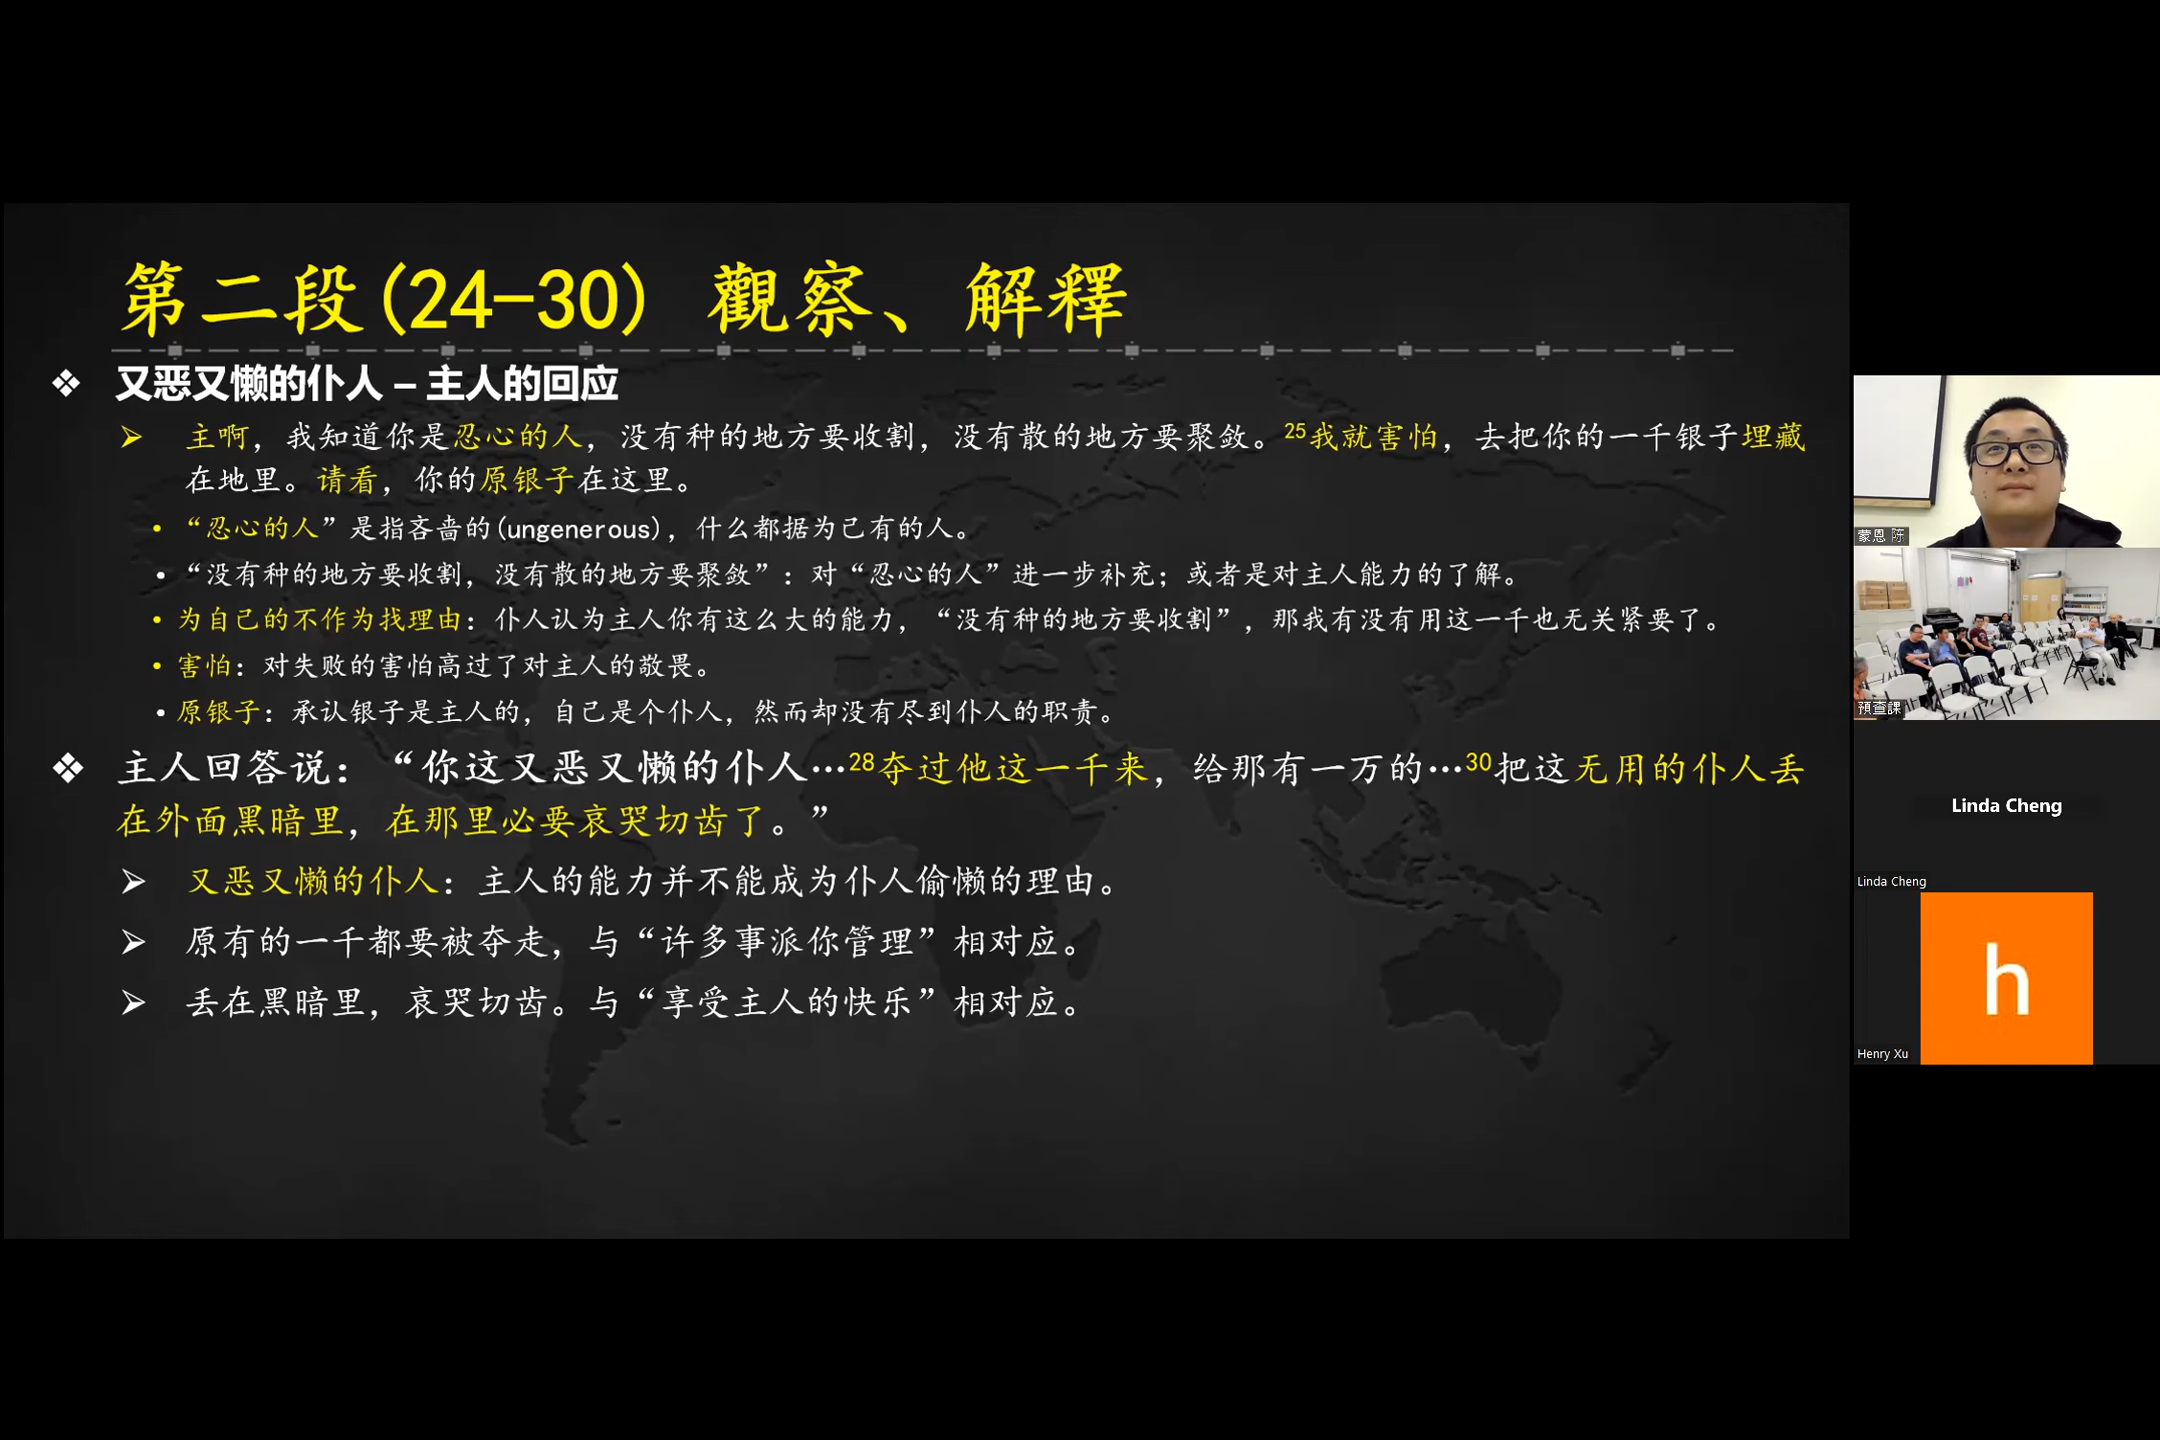 第二段(24–30) 觀察、解釋
❖ 又恶又懒的仆人 – 主人的回应
➢ 主啊，我知道你是忍心的人，没有种的地方要收割，没有散的地方要聚敛。25我就害怕，去把你的一千银子埋藏
在地里。请看，你的原银子在这里。
• “忍心的人”是指吝啬的(ungenerous)，什么都据为己有的人。
• “没有种的地方要收割，没有散的地方要聚敛”：对“忍心的人”进一步补充；或者是对主人能力的了解。
• 为自己的不作为找理由：仆人认为主人你有这么大的能力，“没有种的地方要收割”，那我有没有用这一千也无关紧要了。
• 害怕：对失败的害怕高过了对主人的敬畏。
• 原银子：承认银子是主人的，自己是个仆人，然而却没有尽到仆人的职责。
❖ 主人回答说：“你这又恶又懒的仆人…28夺过他这一千来，给那有一万的…30把这无用的仆人丢
在外面黑暗里，在那里必要哀哭切齿了。”
➢ 又恶又懒的仆人：主人的能力并不能成为仆人偷懒的理由。
➢ 原有的一千都要被夺走，与“许多事派你管理”相对应。
➢ 丢在黑暗里，哀哭切齿。与“享受主人的快乐”相对应。
蒙恩 陈
預查課
Linda Cheng
Linda Cheng
h
Henry Xu